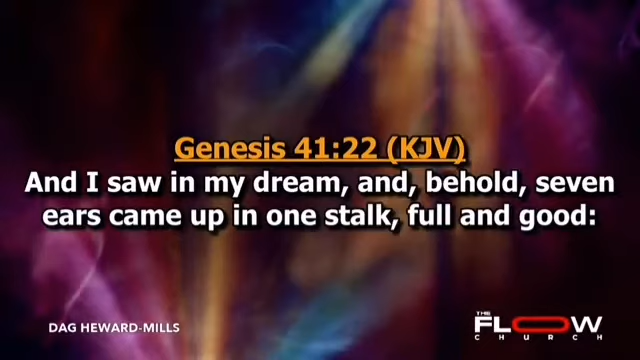 Genesis 41:22 (KJV)
And I saw in my dream, and, behold, seven
ears came up in one stalk, full and good:
DAG HEWARD-MILLS
THE
FLOW
CHURCH